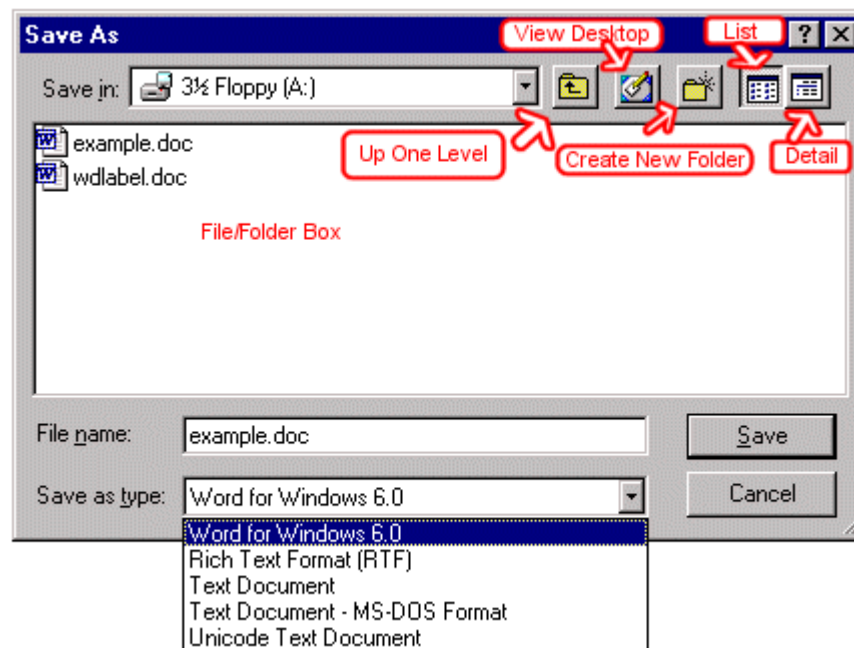 Save As
View Desktop
List
Save in: 3½ Floppy (A:)
example.doc
wdlabel.doc
Up One Level
Create New Folder
Detail
File/Folder Box
File name: example.doc
Save
Save as type: Word for Windows 6.0
Cancel
Word for Windows 6.0
Rich Text Format (RTF)
Text Document
Text Document - MS-DOS Format
Unicode Text Document